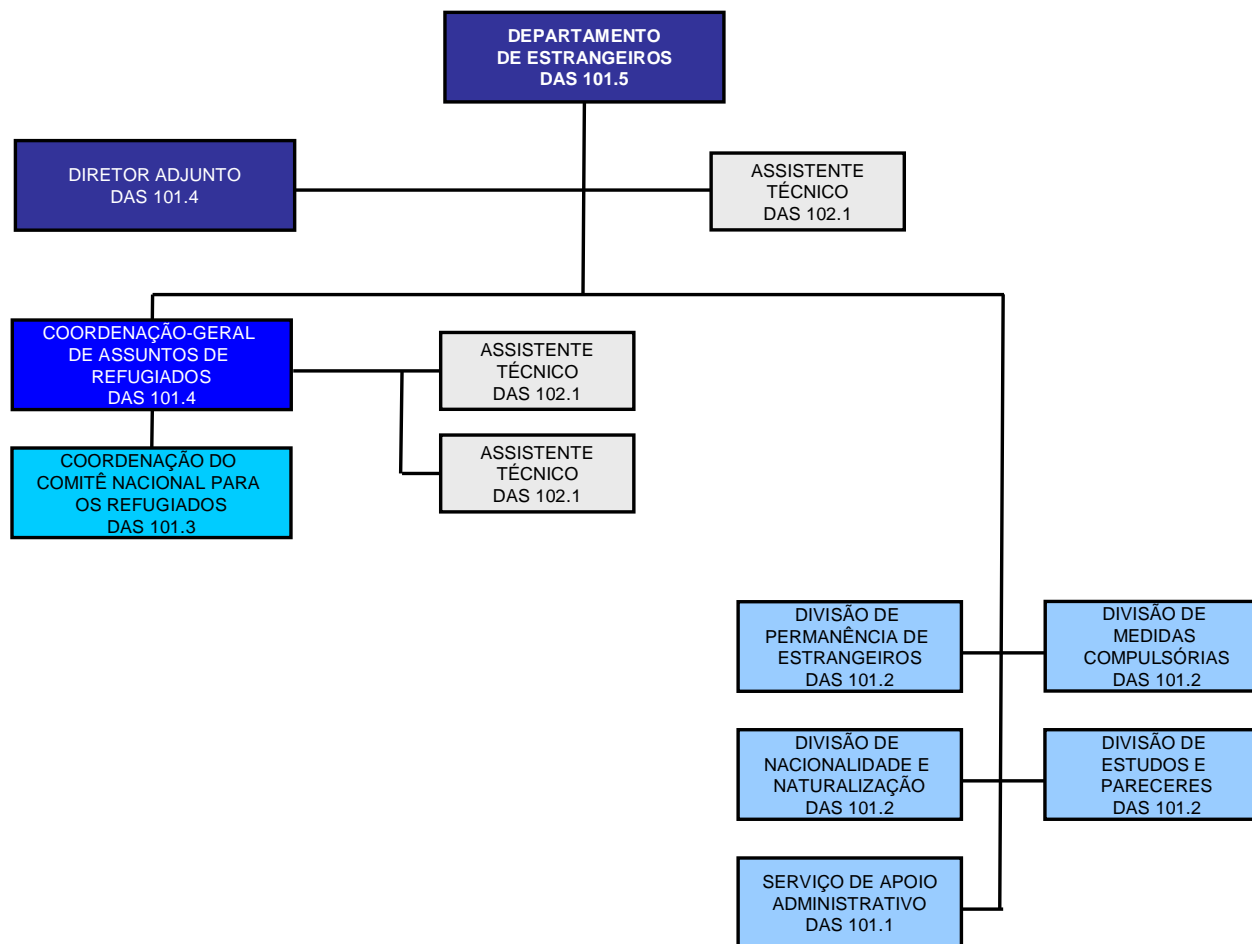 DEPARTAMENTO
DE ESTRANGEIROS
DAS 101.5
DIRETOR ADJUNTO
DAS 101.4
ASSISTENTE
TÉCNICO
DAS 102.1
COORDENAÇÃO-GERAL
DE ASSUNTOS DE
REFUGIADOS
DAS 101.4
ASSISTENTE
TÉCNICO
DAS 102.1
COORDENAÇÃO DO
COMITÊ NACIONAL PARA
OS REFUGIADOS
DAS 101.3
ASSISTENTE
TÉCNICO
DAS 102.1
DIVISÃO DE
PERMANÊNCIA DE
ESTRANGEIROS
DAS 101.2
DIVISÃO DE
MEDIDAS
COMPULSÓRIAS
DAS 101.2
DIVISÃO DE
NACIONALIDADE E
NATURALIZAÇÃO
DAS 101.2
DIVISÃO DE
ESTUDOS E
PARECERES
DAS 101.2
SERVIÇO DE APOIO
ADMINISTRATIVO
DAS 101.1